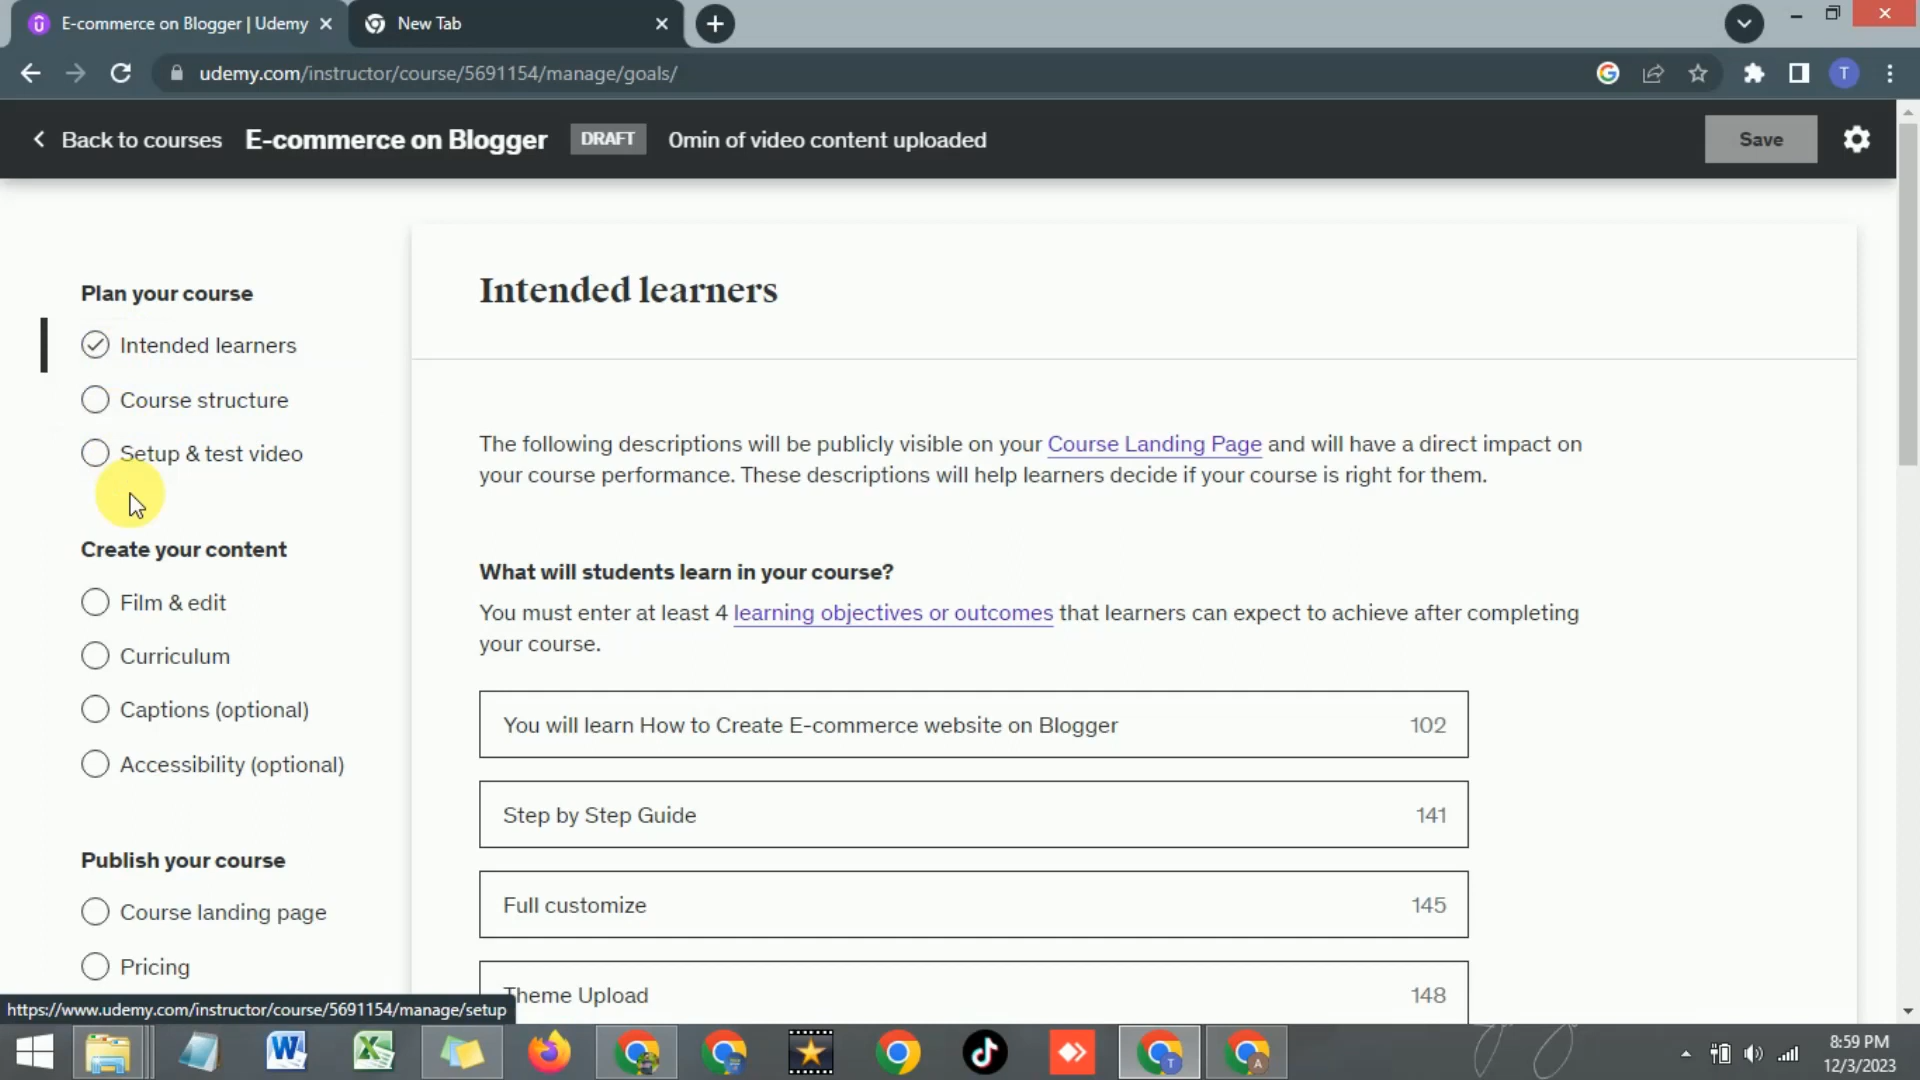 E-commerce on Blogger | Udemy
New Tab
udemy.com/instructor/course/5691154/manage/goals/
T
Back to courses
E-commerce on Blogger
DRAFT
0min of video content uploaded
Save
Plan your course
Intended learners
Course structure
Setup & test video
Create your content
Film & edit
Curriculum
Captions (optional)
Accessibility (optional)
Publish your course
Course landing page
Pricing
https://www.udemy.com/instructor/course/5691154/manage/setup
Intended learners
The following descriptions will be publicly visible on your Course Landing Page and will have a direct impact on
your course performance. These descriptions will help learners decide if your course is right for them.
What will students learn in your course?
You must enter at least 4 learning objectives or outcomes that learners can expect to achieve after completing
your course.
You will learn How to Create E-commerce website on Blogger 102
Step by Step Guide 141
Full customize 145
Theme Upload 148
8:59 PM
12/3/2023